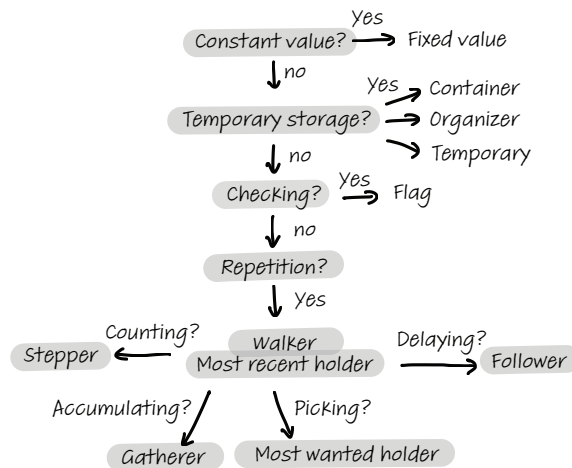 Yes
Constant value?
Fixed value
no
Yes
Container
Temporary storage?
Organizer
Temporary
no
Checking?
Yes
Flag
no
Repetition?
Yes
Counting?
Walker
Delaying?
Stepper
Most recent holder
Follower
Accumulating?
Picking?
Gatherer
Most wanted holder